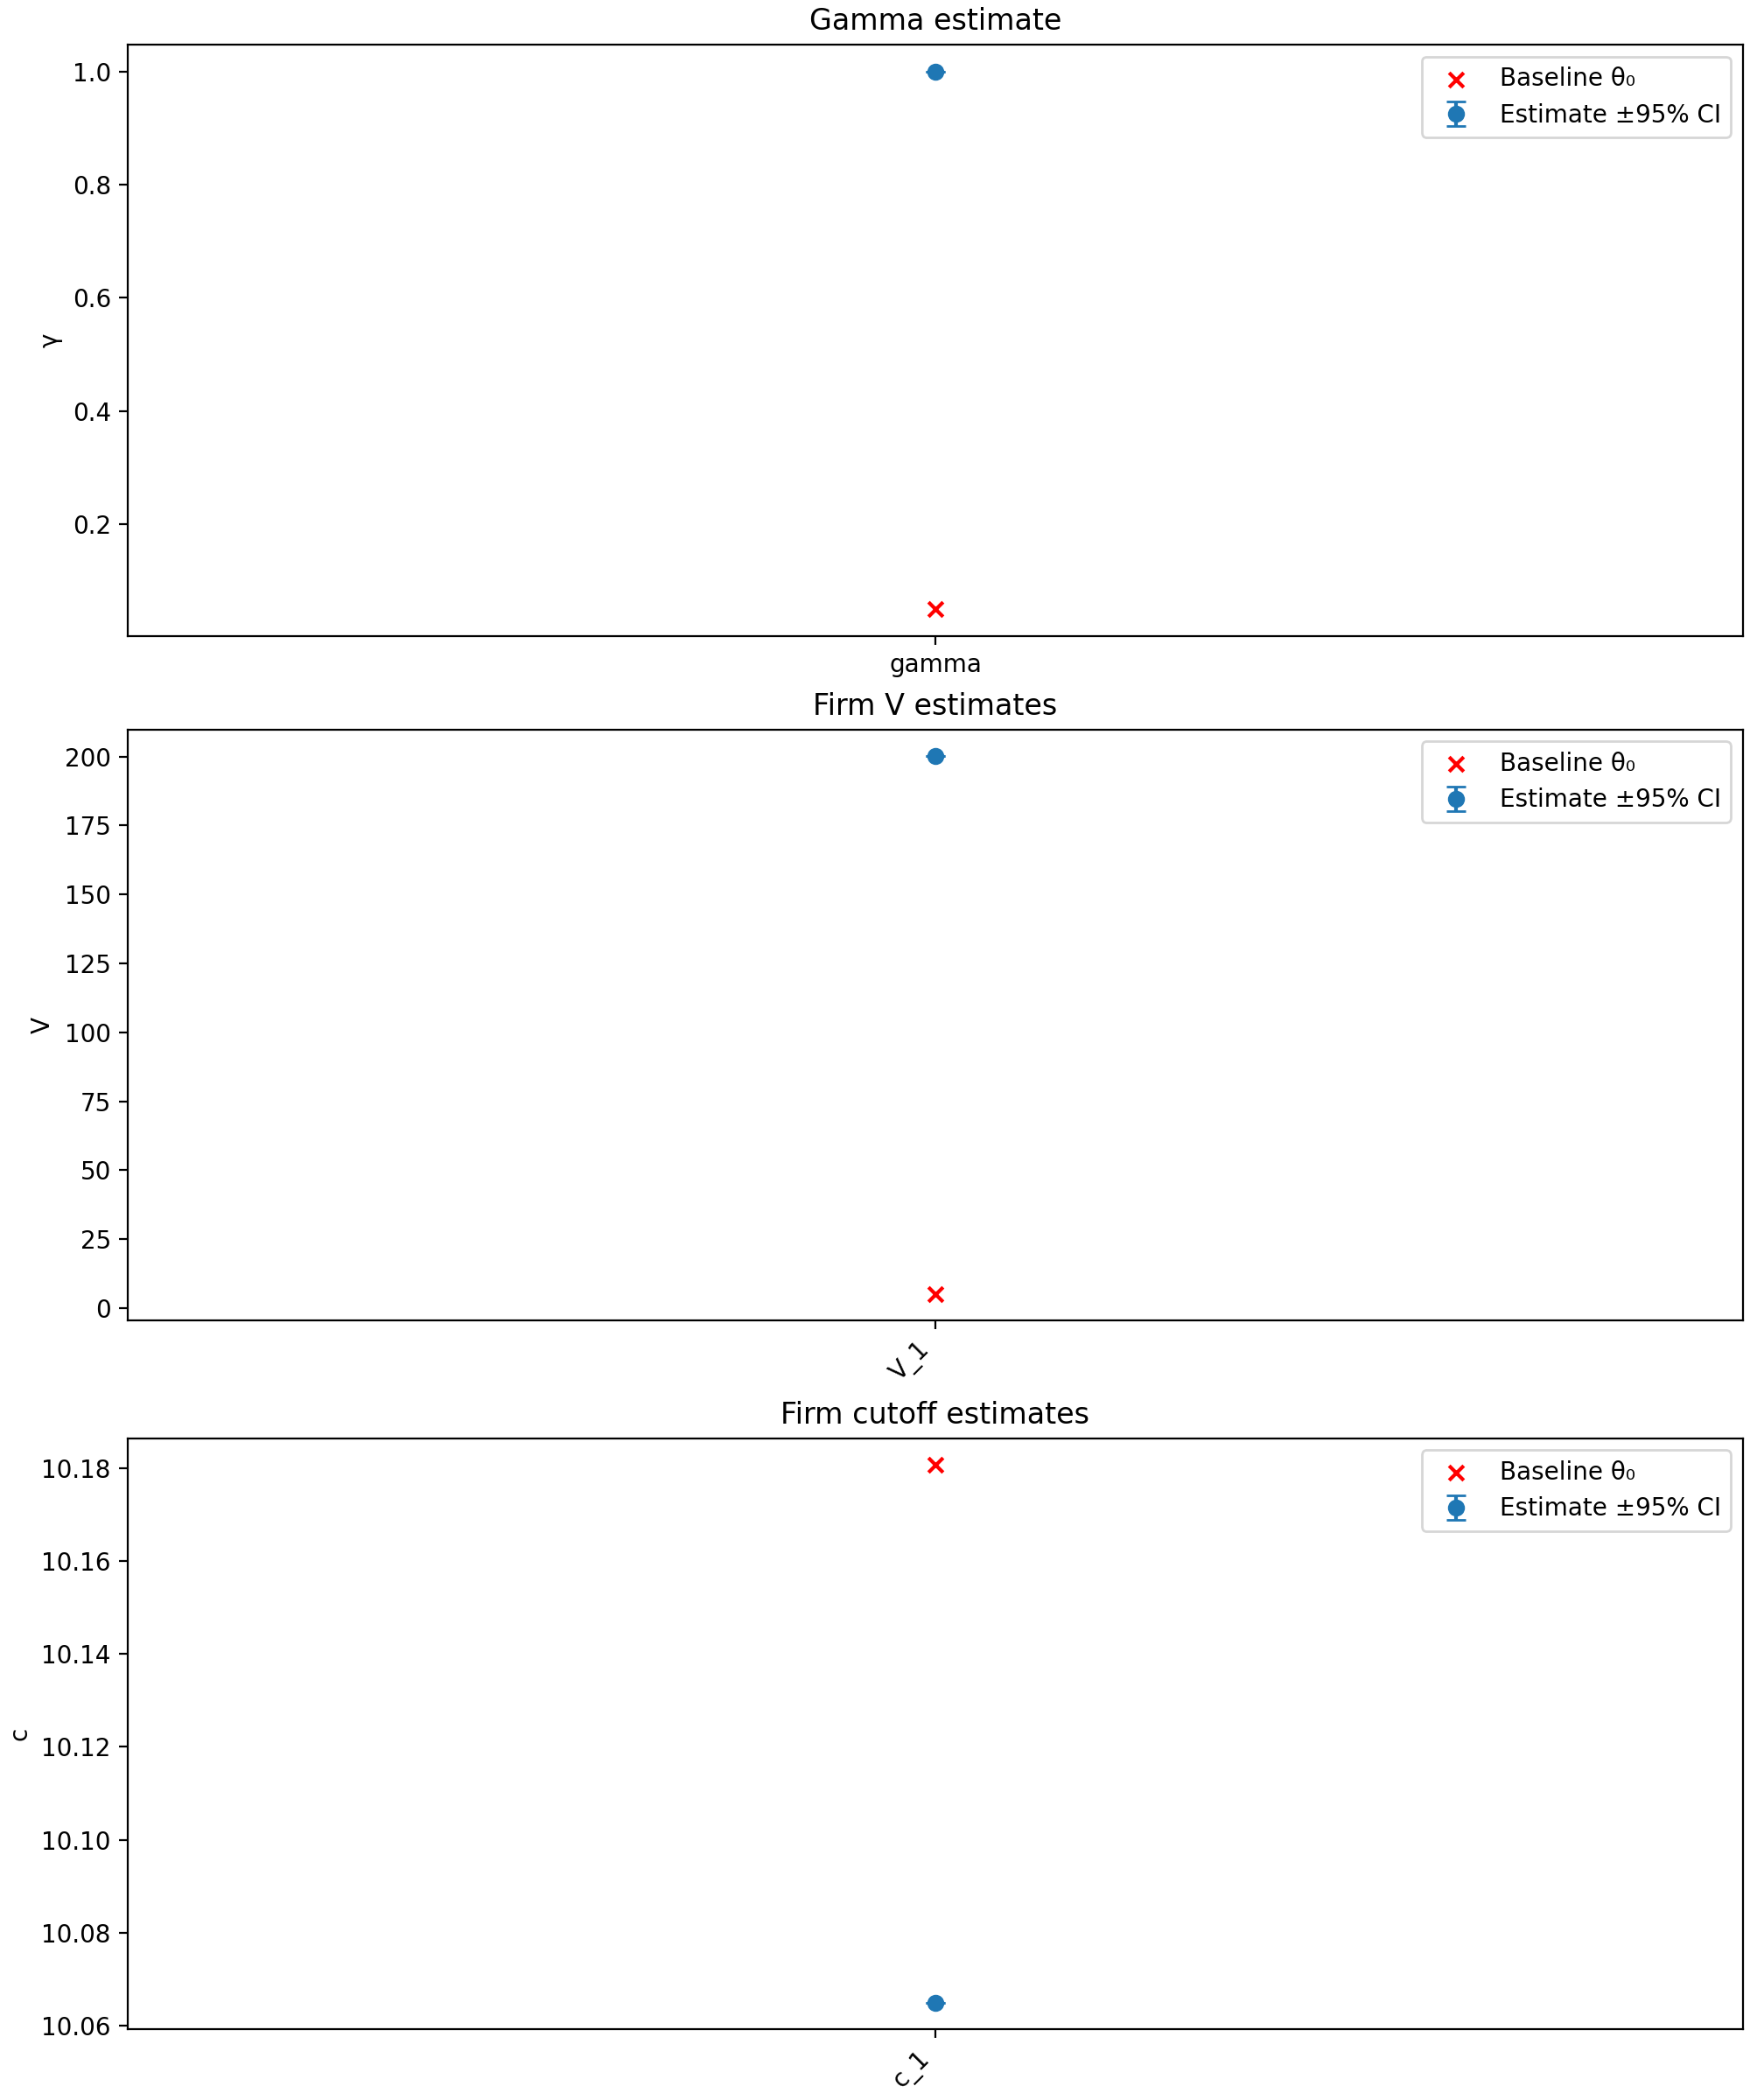 Gamma estimate
1.0
0.8
0.6
0.4
0.2
γ
Baseline θ₀
Estimate ±95% CI
gamma
Firm V estimates
200
175
150
125
100
75
50
25
0
V
Baseline θ₀
Estimate ±95% CI
V_1
Firm cutoff estimates
10.18
10.16
10.14
10.12
10.10
10.08
10.06
c
Baseline θ₀
Estimate ±95% CI
c_1